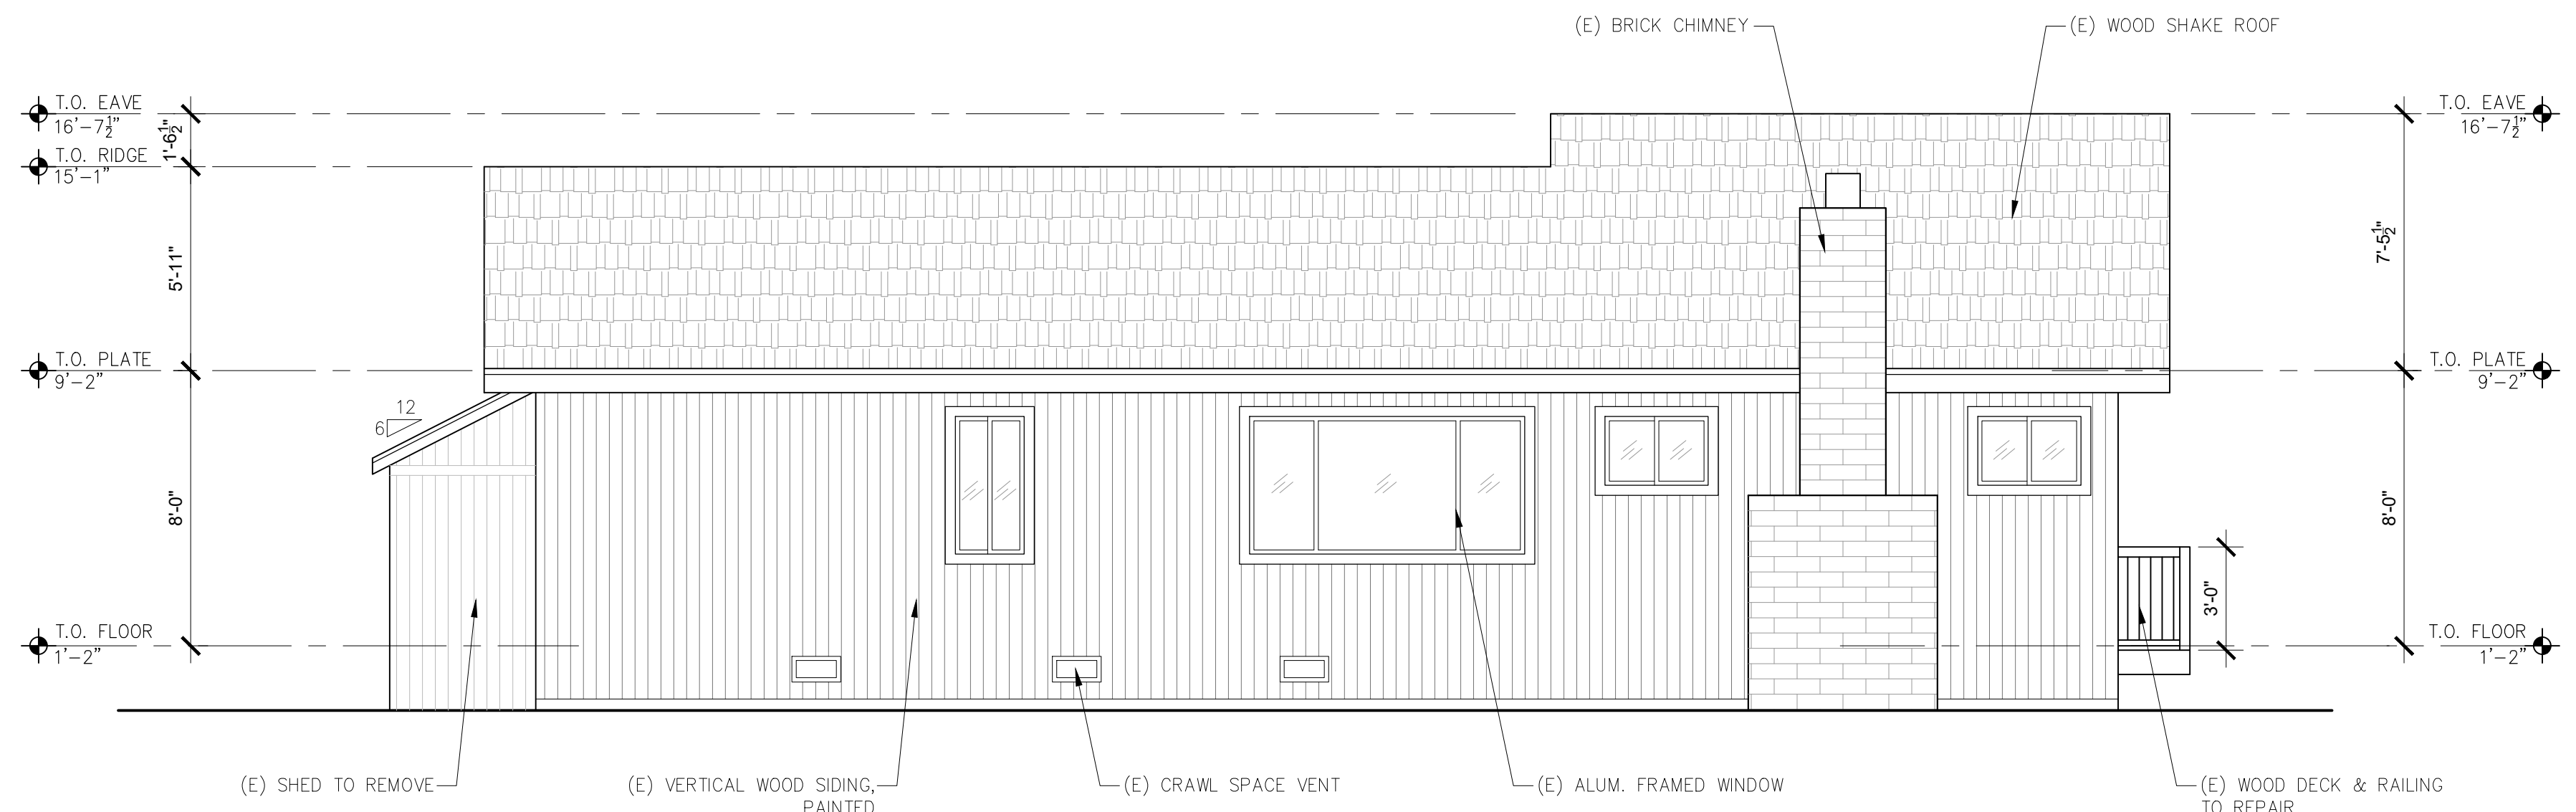 (E) BRICK CHIMNEY
(E) WOOD SHAKE ROOF
T.O. EAVE
16'-7½"
1'-6½"
T.O. RIDGE
15'-1"
5'-11"
T.O. PLATE
9'-2"
12
6
8'-0"
T.O. FLOOR
1'-2"
T.O. EAVE
16'-7½"
7'-5½"
T.O. PLATE
9'-2"
8'-0"
3'-0"
T.O. FLOOR
1'-2"
(E) SHED TO REMOVE
(E) VERTICAL WOOD SIDING,
PAINTED
(E) CRAWL SPACE VENT
(E) ALUM. FRAMED WINDOW
(E) WOOD DECK & RAILING
TO REPAIR